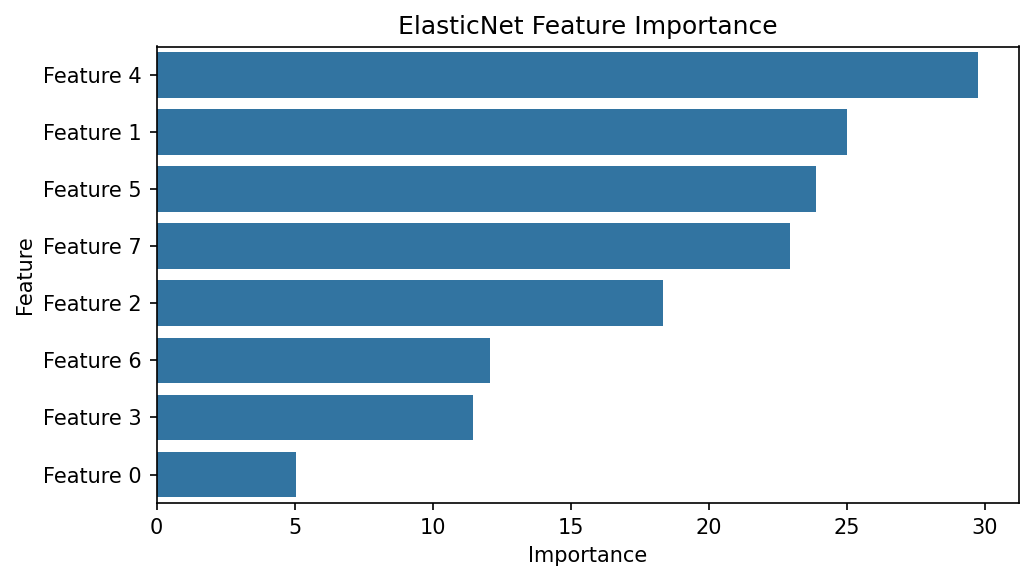 ElasticNet Feature Importance
Feature
Feature 4
Feature 1
Feature 5
Feature 7
Feature 2
Feature 6
Feature 3
Feature 0
0 5 10 15 20 25 30
Importance